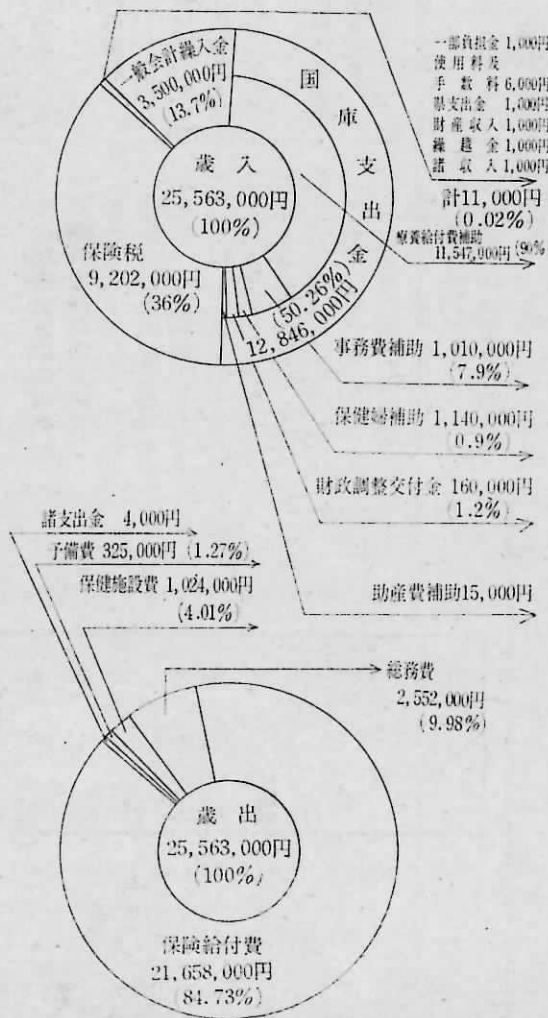 一般会計繰入金
3,500,000円
(13.7%)
国庫支出金
(50.26%)
12,846,000円
歳入
25,563,000円
(100%)
保険税
9,202,000円
(36%)
一部負担金 1,000円
使用料及
手数料 6,000円
県支出金 1,000円
財産収入 1,000円
繰越金 1,000円
諸収入 1,000円
計11,000円
(0.02%)
療養給付費補助
11,547,000円 (90%
事務費補助 1,010,000円
(7.9%)
保健婦補助 1,140,000円
(0.9%)
財政調整交付金 160,000円
(1.2%)
助産費補助15,000円
諸支出金 4,000円
予備費 325,000円 (1.27%)
保健施設費 1,024,000円
(4.01%)
総務費
2,552,000円
(9.98%)
歳出
25,563,000円
(100%)
保険給付費
21,658,000円
(84.73%)